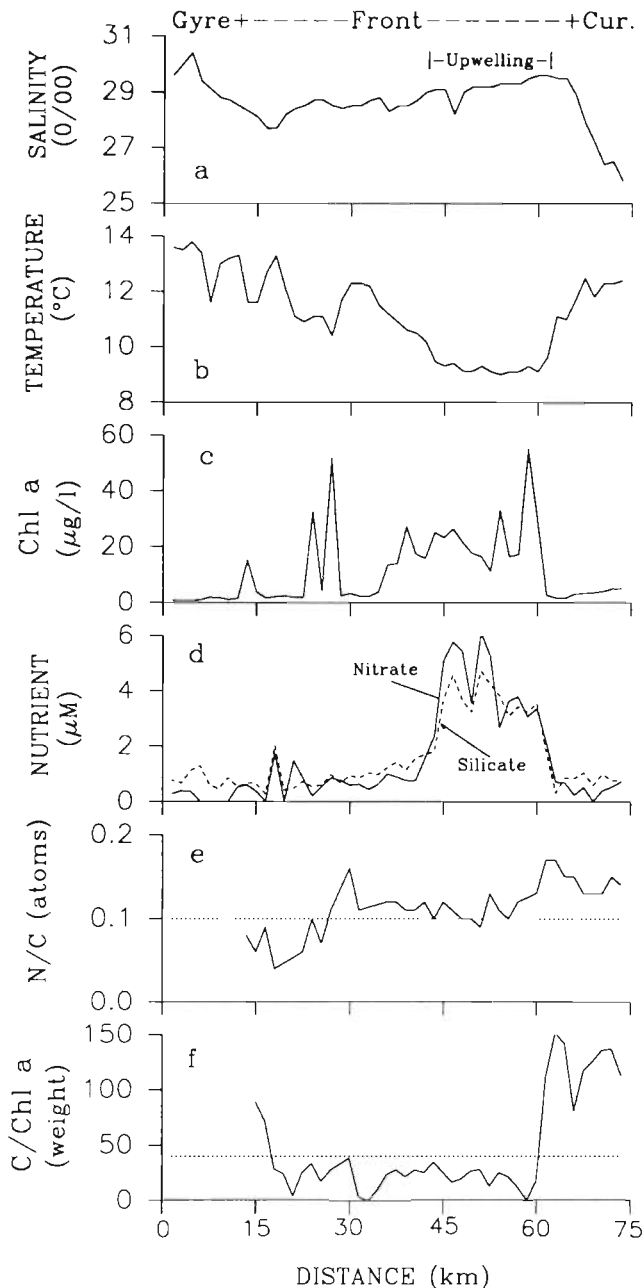 Gyre+-----Front------+Cur.
|-Upwelling-|
SALINITY
(0/00)
31
29
27
25
a
TEMPERATURE
(°C)
14
12
10
8
b
Chl a
(µg/l)
60
40
20
0
c
NUTRIENT
(µM)
6
4
2
0
d
Nitrate
Silicate
N/C (atoms)
0.2
0.1
0.0
e
C/Chl a
(weight)
150
100
50
0
f
0 15 30 45 60 75
DISTANCE (km)